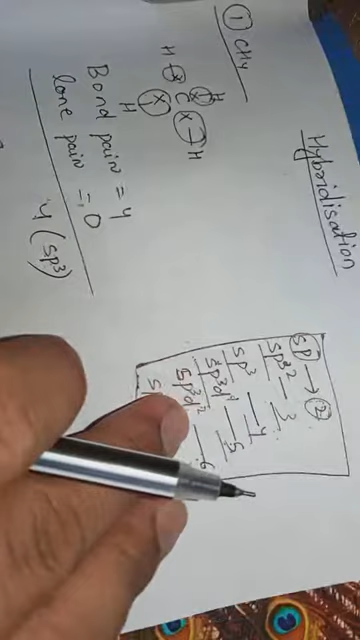 Hybridisation
① CH4
H
H C H
H
Bond pair = 4
lone pair = 0
4 (sp³)
sp → ②
sp² — 3
sp³ — 4
sp³d¹ — 5
sp³d² — 6